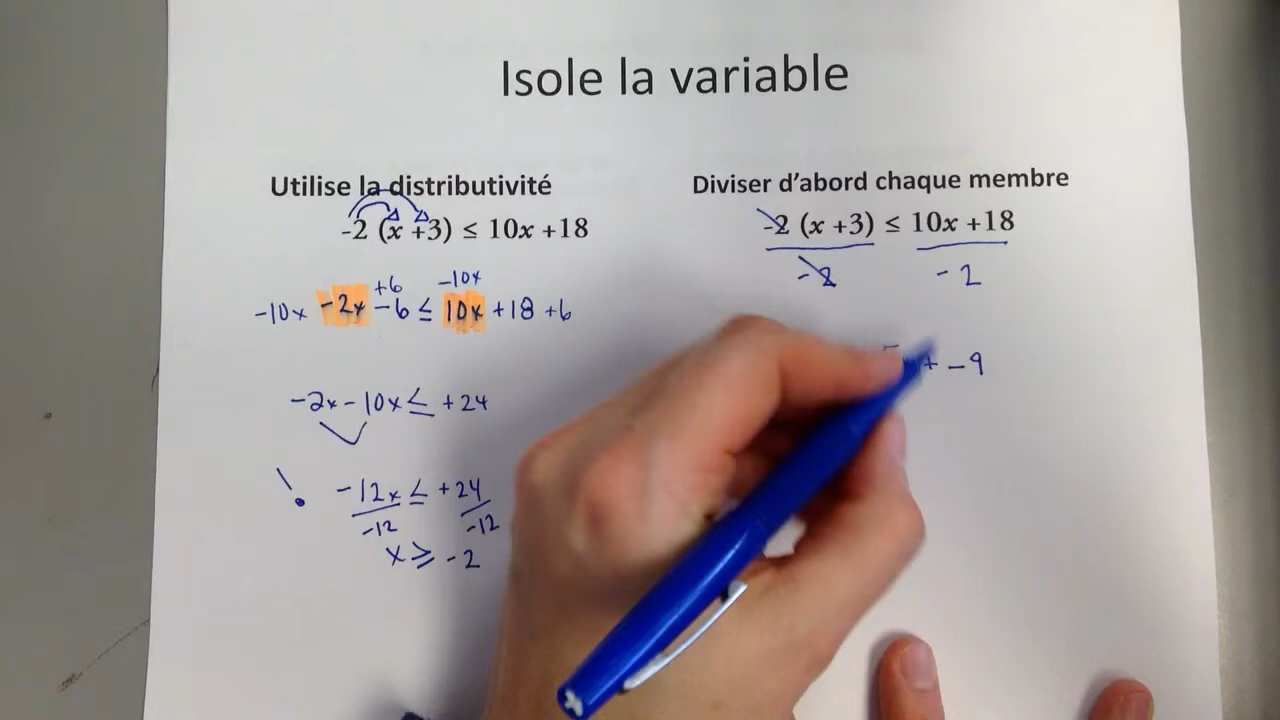 Isole la variable
Utilise la distributivité
-2 (x +3) ≤ 10x +18
+6 -10x
-10x -2x -6 ≤ 10x +18 +6
-2x -10x ≤ +24
! -12x ≤ +24
-12 -12
x ≥ -2
Diviser d'abord chaque membre
-2 (x +3) ≤ 10x +18
-2 -2
+ -9